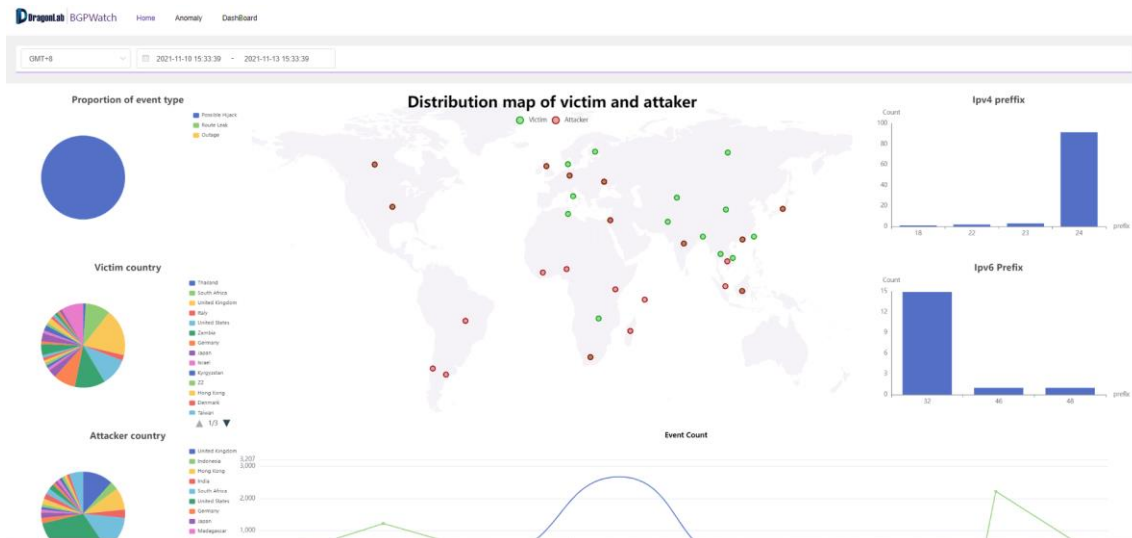 DragonLab BGPWatch Home Anomaly DashBoard
GMT+8 2021-11-10 15:33:39 - 2021-11-13 15:33:39
Proportion of event type
Possible Hijack
Route Leak
Outage
Distribution map of victim and attaker
Victim Attacker
Ipv4 preffix
Count
100
80
60
40
20
0
18 22 23 24 prefix
Victim country
Thailand
South Africa
United Kingdom
Italy
United States
Zambia
Germany
Japan
Israel
Kyrgyzstan
ZZ
Hong Kong
Denmark
Taiwan
1/3
Ipv6 Prefix
Count
15
12
9
6
3
0
32 46 48 prefix
Attacker country
United Kingdom
Indonesia
Hong Kong
India
South Africa
United States
Germany
Japan
Madagascar
Event Count
3,207
3,000
2,000
1,000